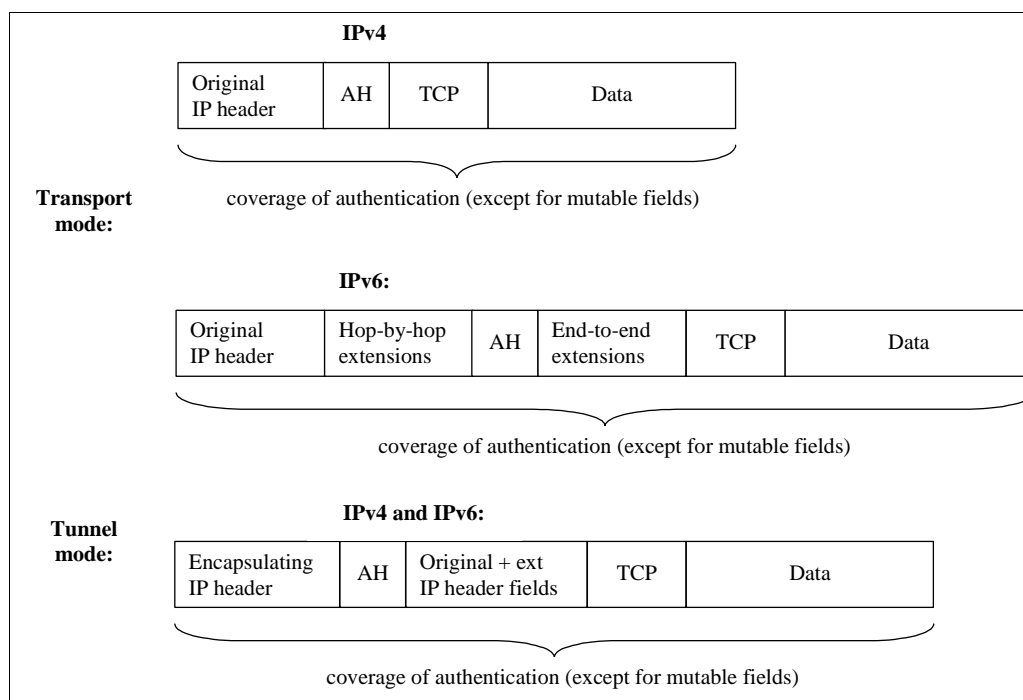 IPv4
Original
IP header
AH
TCP
Data
coverage of authentication (except for mutable fields)
Transport
mode:
IPv6:
Original
IP header
Hop-by-hop
extensions
AH
End-to-end
extensions
TCP
Data
coverage of authentication (except for mutable fields)
Tunnel
mode:
IPv4 and IPv6:
Encapsulating
IP header
AH
Original + ext
IP header fields
TCP
Data
coverage of authentication (except for mutable fields)